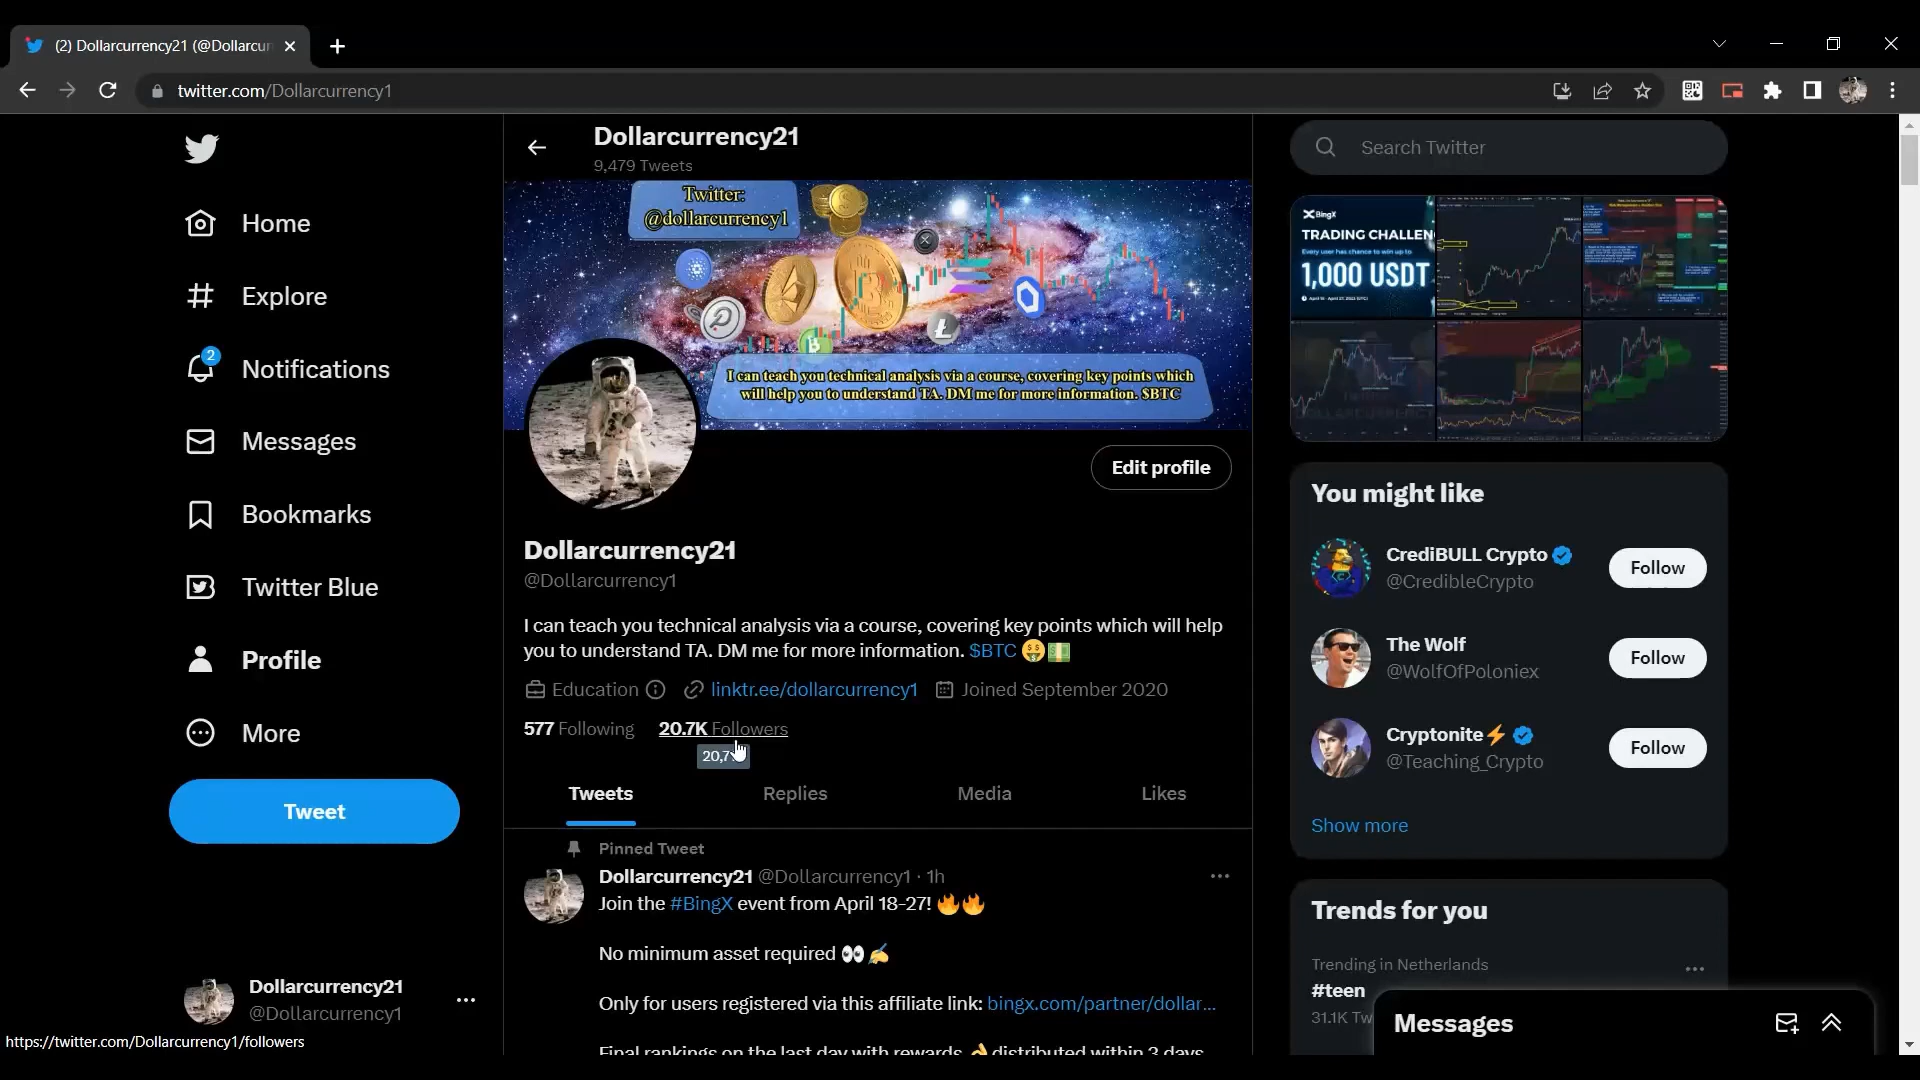 (2) Dollarcurrency21 (@Dollarcur
twitter.com/Dollarcurrency1
Home
Explore
2
Notifications
Messages
Bookmarks
Twitter Blue
Profile
More
Tweet
Dollarcurrency21
@Dollarcurrency1
https://twitter.com/Dollarcurrency1/followers
Dollarcurrency21
9,479 Tweets
Twitter:
@dollarcurrency1
I can teach you technical analysis via a course, covering key points which
will help you to understand TA. DM me for more information. $BTC
Edit profile
Dollarcurrency21
@Dollarcurrency1
I can teach you technical analysis via a course, covering key points which will help
you to understand TA. DM me for more information. $BTC 🤑💵
Education linktr.ee/dollarcurrency1 Joined September 2020
577 Following 20.7K Followers
20,7
Tweets Replies Media Likes
Pinned Tweet
Dollarcurrency21 @Dollarcurrency1 · 1h
Join the #BingX event from April 18-27! 🔥🔥
No minimum asset required 👀✍️
Only for users registered via this affiliate link: bingx.com/partner/dollar...
Final rankings on the last day with rewards 👌 distributed within 3 days
Search Twitter
BingX
TRADING CHALLEN
Every user has chance to win up to
1,000 USDT
You might like
CrediBULL Crypto
@CredibleCrypto
Follow
The Wolf
@WolfOfPoloniex
Follow
Cryptonite⚡
@Teaching_Crypto
Follow
Show more
Trends for you
Trending in Netherlands
#teen
31.1K Tw
Messages